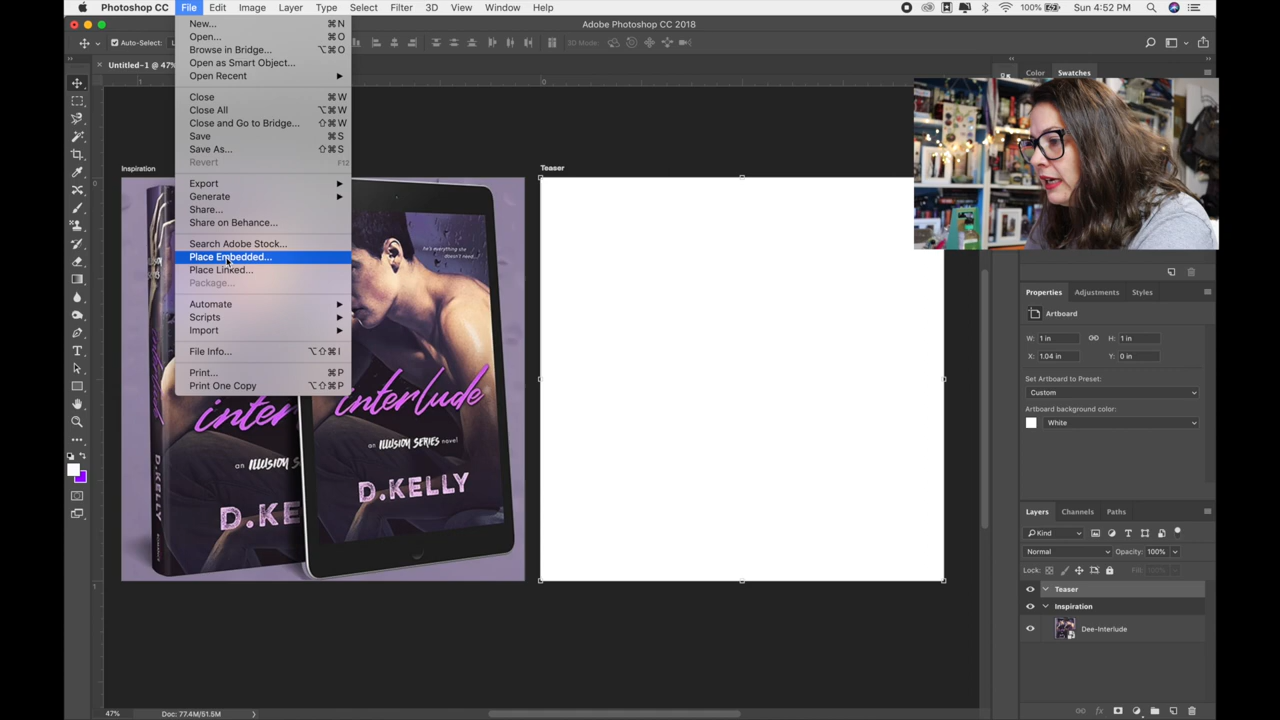 Photoshop CC File Edit Image Layer Type Select Filter 3D View Window Help 100% Sun 4:52 PM
Adobe Photoshop CC 2018
Auto-Select: 3D Mode:
× Untitled-1 @ 47%
New... ⌘N
Open... ⌘O
Browse in Bridge... ⌥⌘O
Open as Smart Object...
Open Recent
Close ⌘W
Close All ⌥⌘W
Close and Go to Bridge... ⇧⌘W
Save ⌘S
Save As... ⇧⌘S
Revert F12
Export
Generate
Share...
Share on Behance...
Search Adobe Stock...
Place Embedded...
Place Linked...
Package...
Automate
Scripts
Import
File Info... ⌥⇧⌘I
Print... ⌘P
Print One Copy ⌥⇧⌘P
Inspiration
Teaser
he's everything she
doesn't need...
interlude
an ILLUSION SERIES novel
D.KELLY
inter
an ILLUSION S
D.KE
D.KELLY
Color Swatches
Properties Adjustments Styles
Artboard
W: 1 in H: 1 in
X: 1.04 in Y: 0 in
Set Artboard to Preset:
Custom
Artboard background color:
White
Layers Channels Paths
Kind
Normal Opacity: 100%
Lock: Fill: 100%
Teaser
Inspiration
Dee-Interlude
47% Doc: 77.4M/51.5M